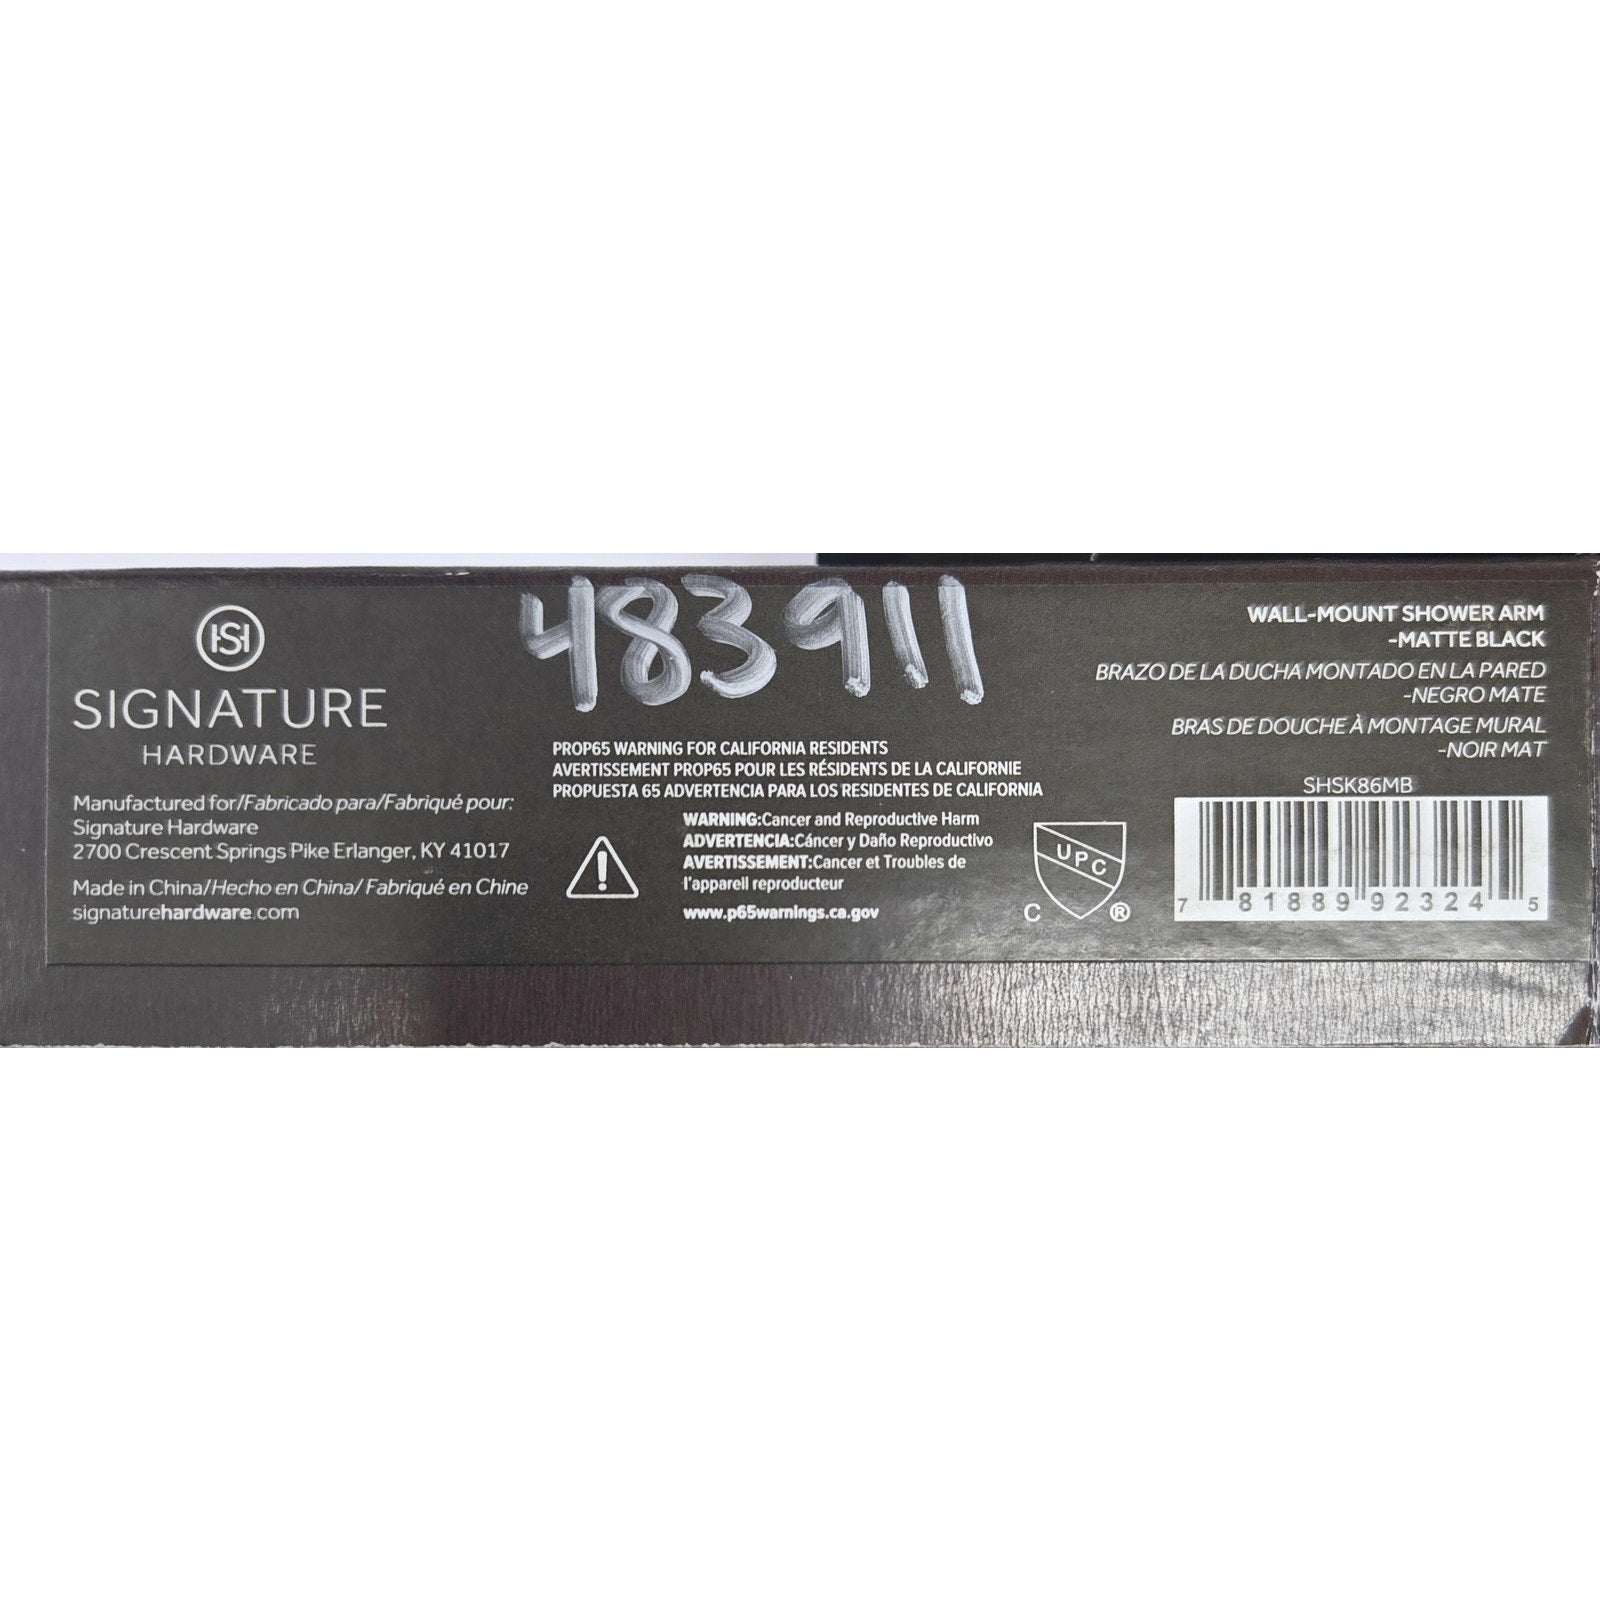 483911
SH
SIGNATURE
HARDWARE
Manufactured for/Fabricado para/Fabriqué pour:
Signature Hardware
2700 Crescent Springs Pike Erlanger, KY 41017
Made in China/Hecho en China/ Fabriqué en Chine
signaturehardware.com
PROP65 WARNING FOR CALIFORNIA RESIDENTS
AVERTISSEMENT PROP65 POUR LES RÉSIDENTS DE LA CALIFORNIE
PROPUESTA 65 ADVERTENCIA PARA LOS RESIDENTES DE CALIFORNIA
WARNING:Cancer and Reproductive Harm
ADVERTENCIA:Cáncer y Daño Reproductivo
AVERTISSEMENT:Cancer et Troubles de
l'appareil reproducteur
www.p65warnings.ca.gov
UPC
C ®
WALL-MOUNT SHOWER ARM
-MATTE BLACK
BRAZO DE LA DUCHA MONTADO EN LA PARED
-NEGRO MATE
BRAS DE DOUCHE À MONTAGE MURAL
-NOIR MAT
SHSK86MB
7 81889 92324 5